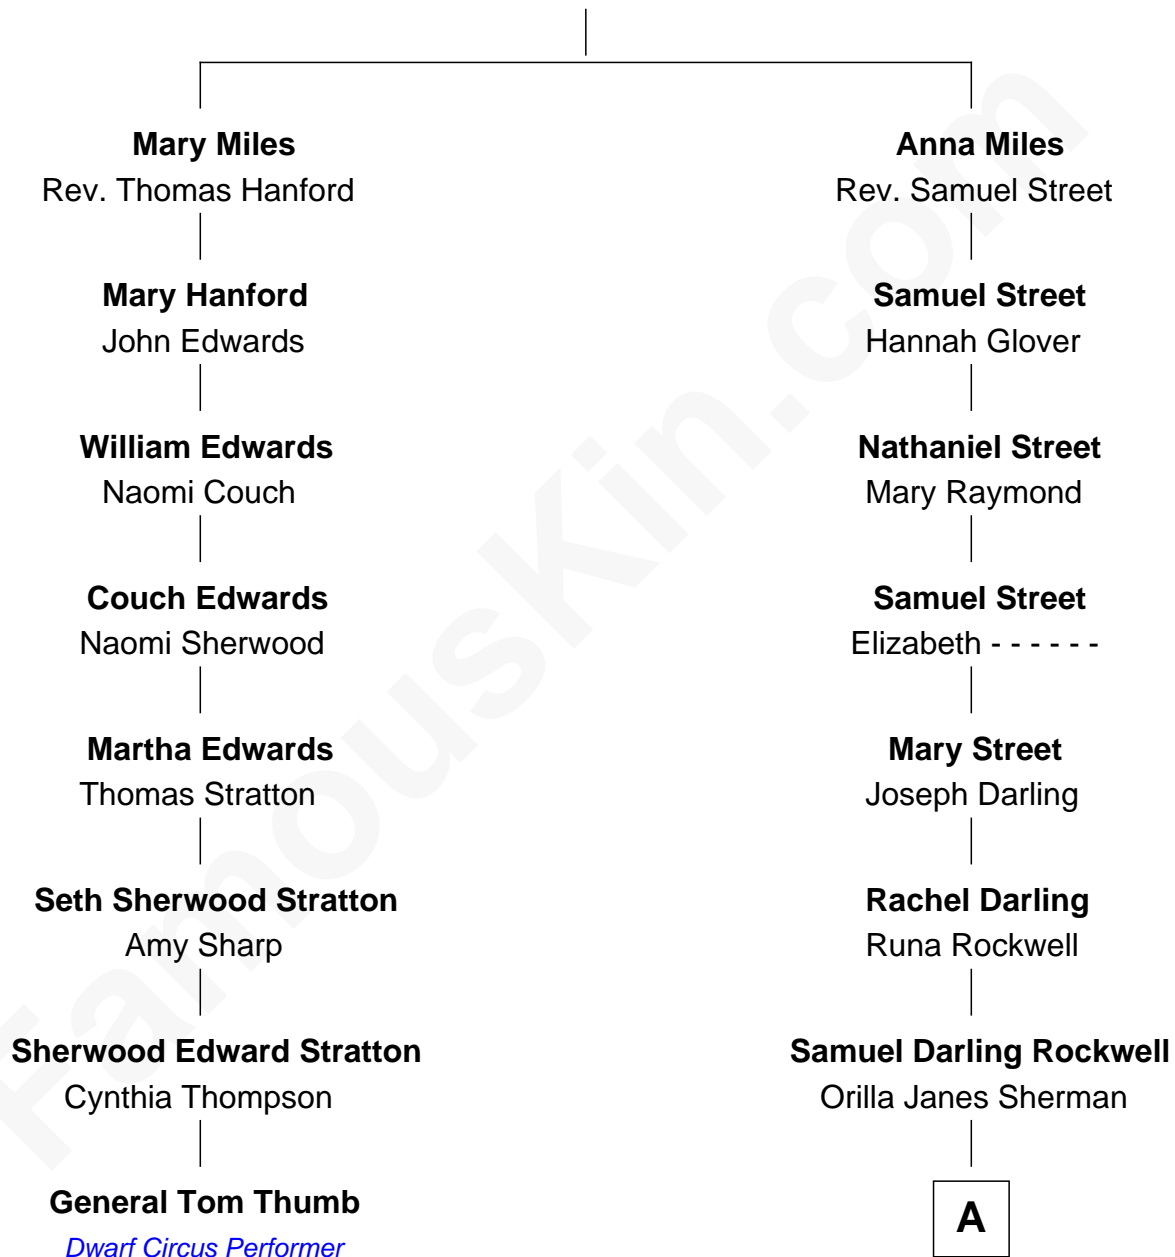 Mary Miles
Rev. Thomas Hanford
Mary Hanford
John Edwards
William Edwards
Naomi Couch
Couch Edwards
Naomi Sherwood
Martha Edwards
Thomas Stratton
Seth Sherwood Stratton
Amy Sharp
Sherwood Edward Stratton
Cynthia Thompson
General Tom Thumb
Dwarf Circus Performer
Anna Miles
Rev. Samuel Street
Samuel Street
Hannah Glover
Nathaniel Street
Mary Raymond
Samuel Street
Elizabeth - - - - - -
Mary Street
Joseph Darling
Rachel Darling
Runa Rockwell
Samuel Darling Rockwell
Orilla Janes Sherman
A
FamousKin.com